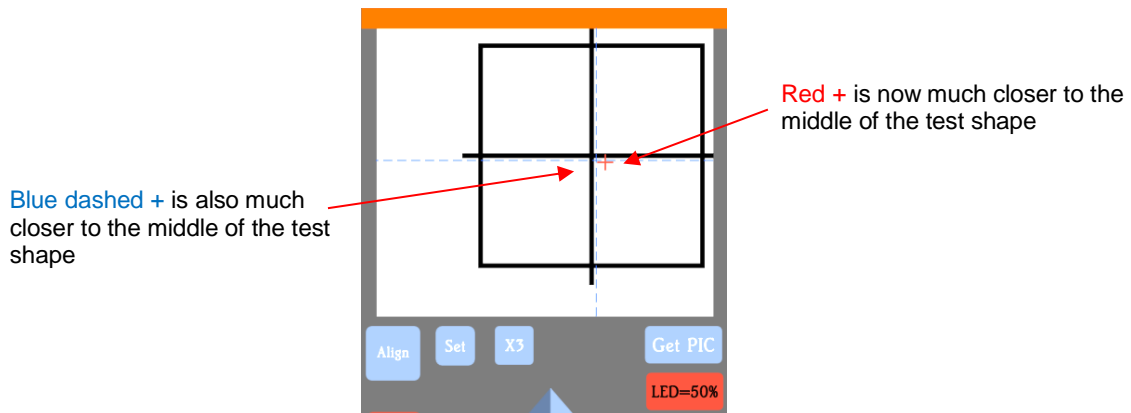 Red + is now much closer to the
middle of the test shape
Blue dashed + is also much
closer to the middle of the test
shape
Align
Set
X3
Get PIC
LED=50%